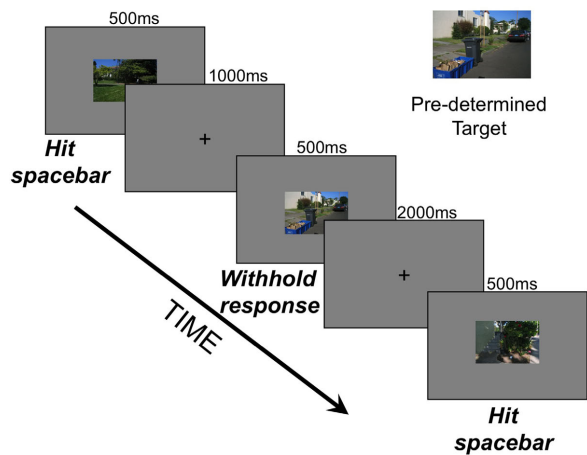 500ms
Hit
spacebar
1000ms
+
500ms
Withhold
response
2000ms
+
500ms
Hit
spacebar
TIME
Pre-determined
Target